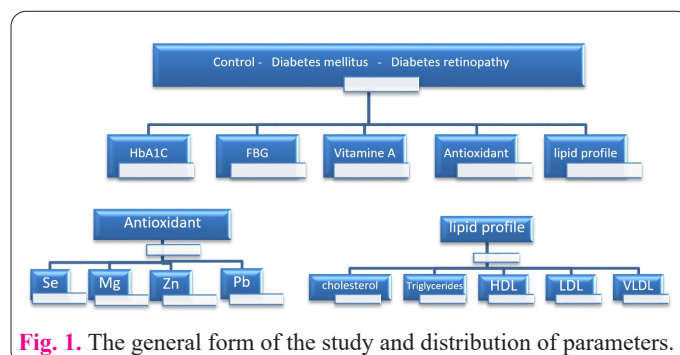 Control - Diabetes mellitus - Diabetes retinopathy
HbA1C
FBG
Vitamine A
Antioxidant
lipid profile
Antioxidant
lipid profile
Se
Mg
Zn
Pb
cholesterol
Triglycerides
HDL
LDL
VLDL
Fig. 1. The general form of the study and distribution of parameters.